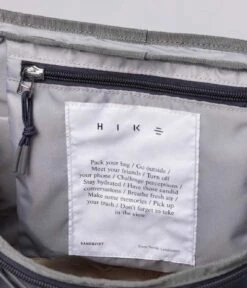 HIKE
Pack your bag / Go outside /
Meet your friends / Turn off
your phone / Challenge perceptions /
Stay hydrated / Have those candid
conversations / Breathe fresh air /
Make some memories / Pick up
your trash / Don't forget to take
in the view
SANDQVIST